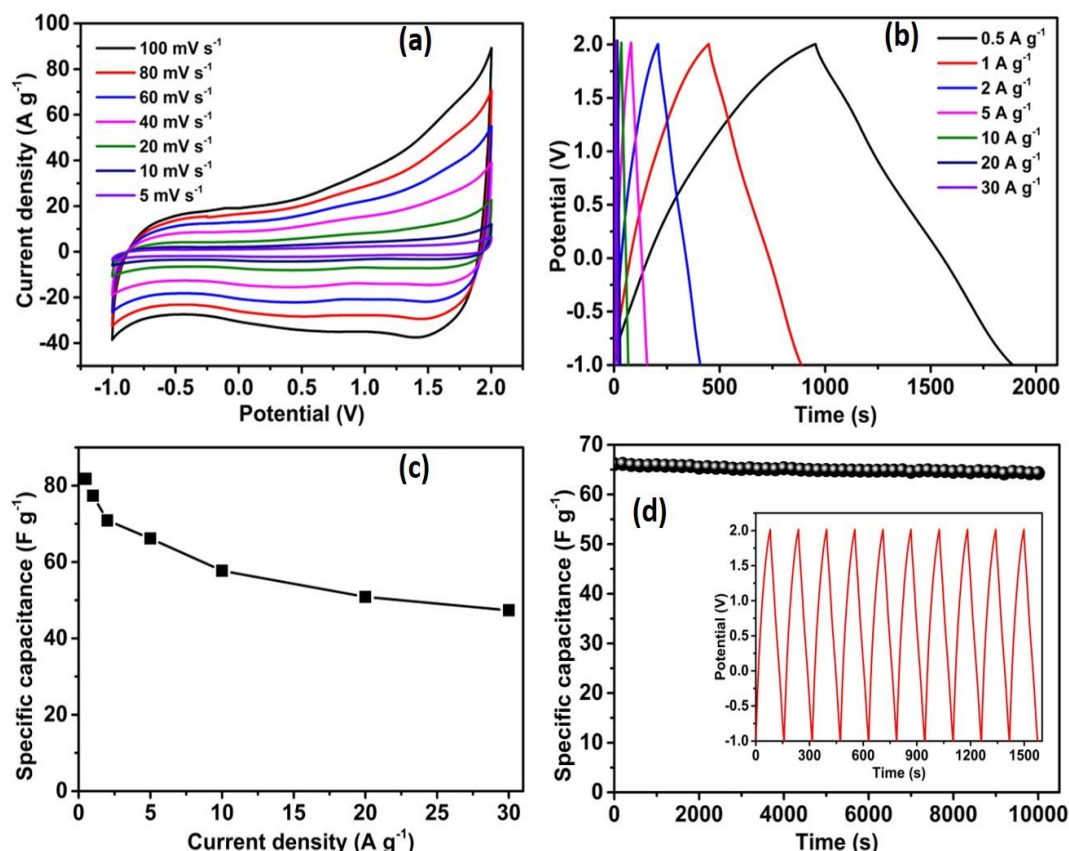 (a)
100 mV s⁻¹
80 mV s⁻¹
60 mV s⁻¹
40 mV s⁻¹
20 mV s⁻¹
10 mV s⁻¹
5 mV s⁻¹
100
80
60
40
20
0
-20
-40
Current density (A g⁻¹)
-1.0 -0.5 0.0 0.5 1.0 1.5 2.0
Potential (V)
(b)
0.5 A g⁻¹
1 A g⁻¹
2 A g⁻¹
5 A g⁻¹
10 A g⁻¹
20 A g⁻¹
30 A g⁻¹
2.0
1.5
1.0
0.5
0.0
-0.5
-1.0
Potential (V)
0 500 1000 1500 2000
Time (s)
(c)
80
60
40
20
0
Specific capacitance (F g⁻¹)
0 5 10 15 20 25 30
Current density (A g⁻¹)
(d)
70
60
50
40
30
20
10
0
Specific capacitance (F g⁻¹)
0 2000 4000 6000 8000 10000
Time (s)
2.0
1.5
1.0
0.5
0.0
-0.5
-1.0
Potential (V)
0 300 600 900 1200 1500
Time (s)